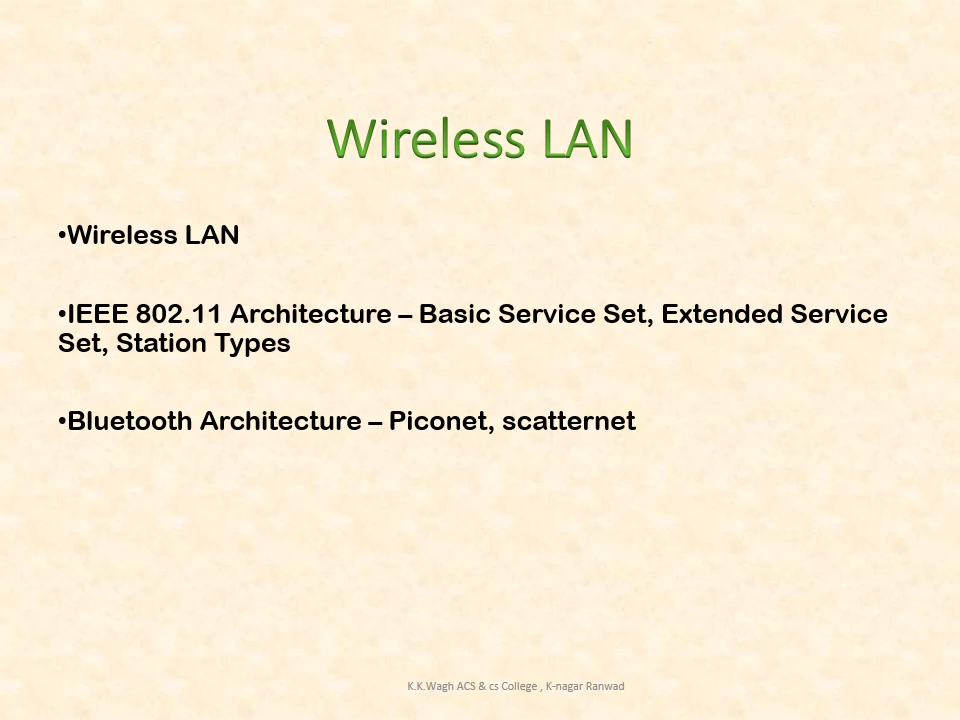 Wireless LAN
•Wireless LAN
•IEEE 802.11 Architecture – Basic Service Set, Extended Service
Set, Station Types
•Bluetooth Architecture – Piconet, scatternet
K.K.Wagh ACS & cs College , K-nagar Ranwad